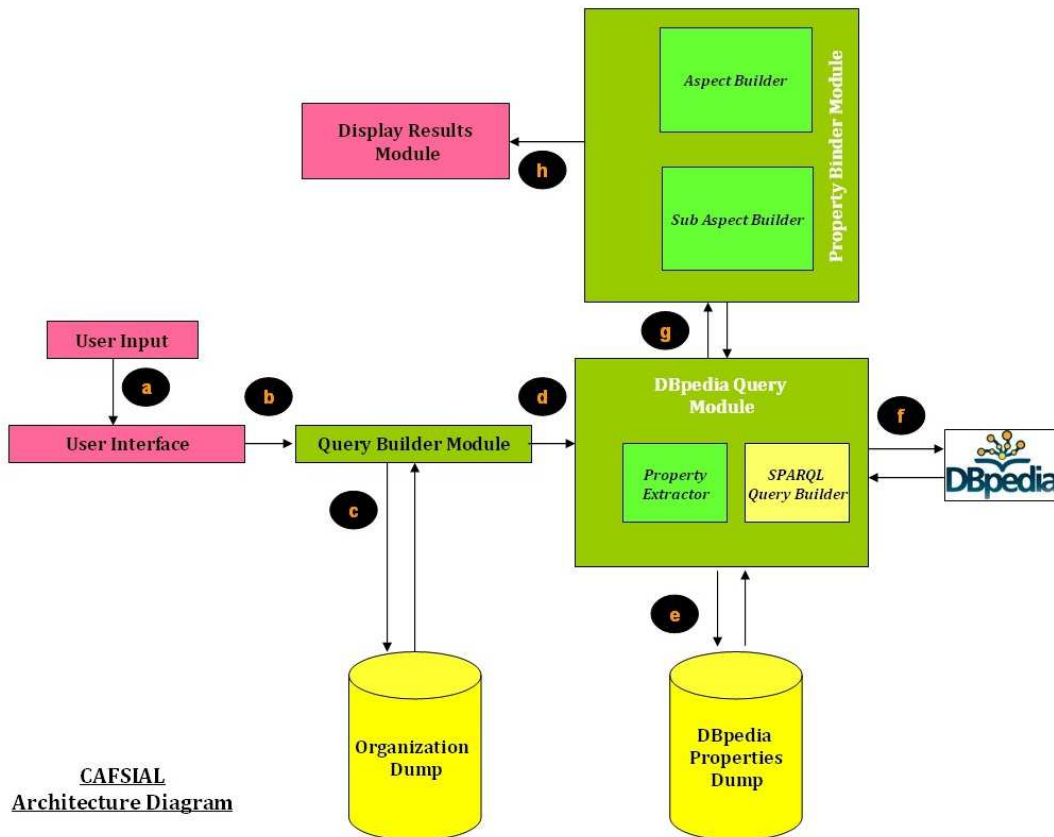 Aspect Builder
Property Binder Module
Display Results
Module
h
Sub Aspect Builder
User Input
g
a
b
d
DBpedia Query
Module
f
User Interface
Query Builder Module
DBpedia
Property
Extractor
SPARQL
Query Builder
c
e
Organization
Dump
DBpedia
Properties
Dump
CAFSIAL
Architecture Diagram